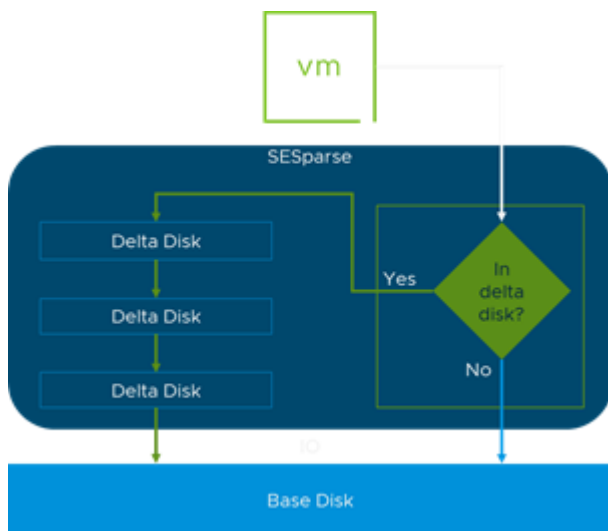 vm
SESparse
Delta Disk
Delta Disk
Delta Disk
Yes
In
delta
disk?
No
IO
Base Disk